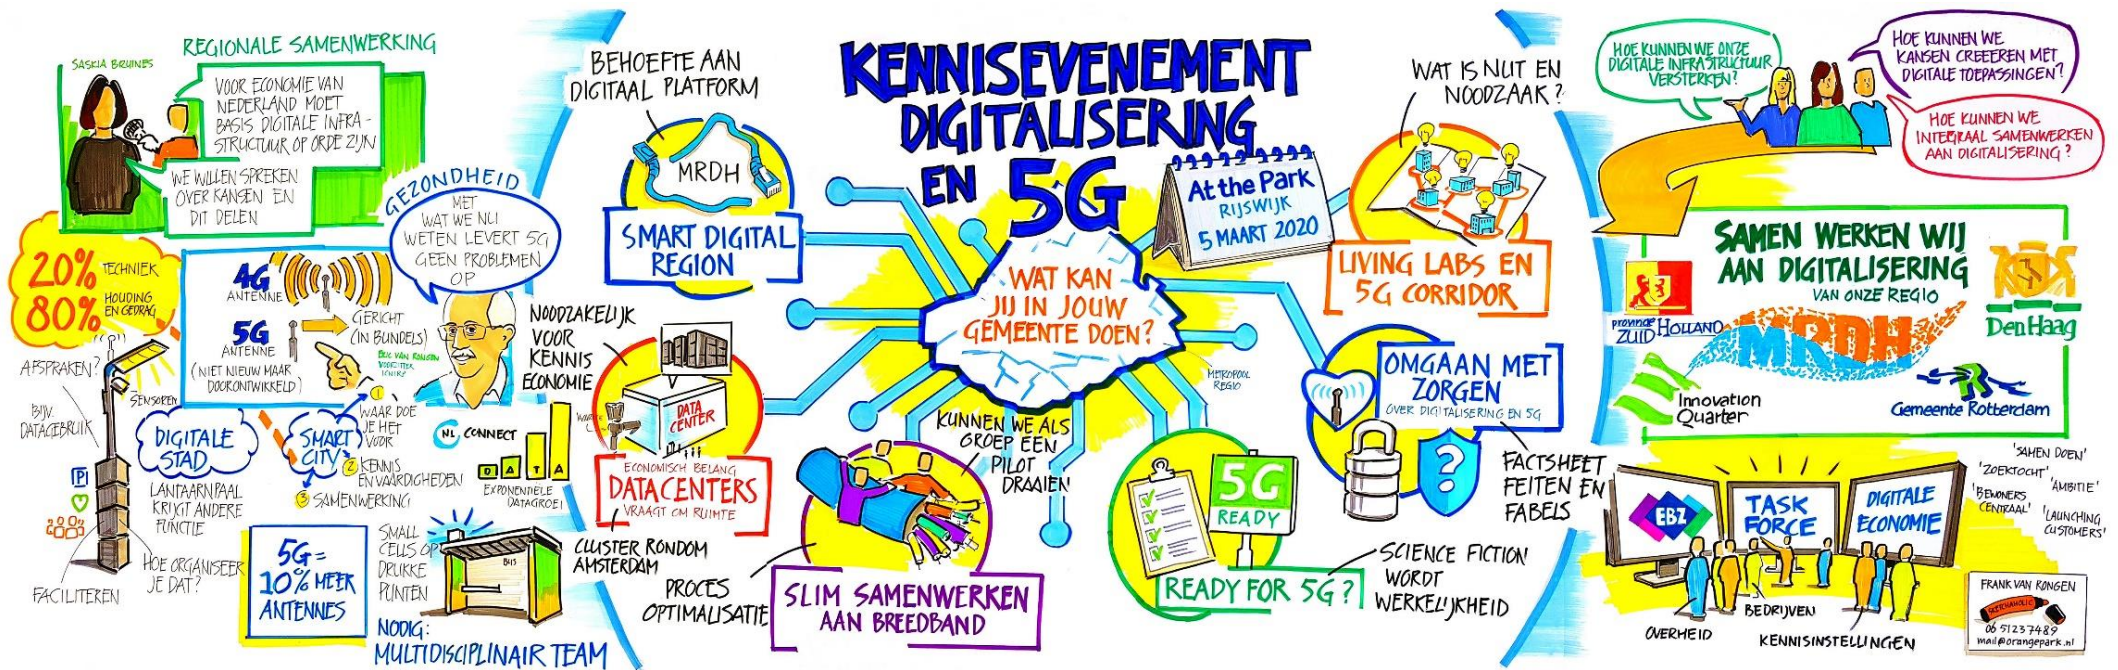 REGIONALE SAMENWERKING
SASKIA BRUINES
VOOR ECONOMIE VAN
NEDERLAND MOET
BASIS DIGITALE INFRA-
STRUCTUUR OP ORDE ZIJN
WE WILLEN SPREKEN
OVER KANSEN EN
DIT DELEN
GEZONDHEID
MET
WAT WE NU
WETEN LEVERT 5G
GEEN PROBLEMEN
OP
20% TECHNIEK
80% HOUDING
EN GEDRAG
4G
ANTENNE
5G
ANTENNE
(NIET NIEUW MAAR
DOORONTWIKKELD)
GERICHT
(IN BUNDELS)
ERIC VAN RONGEN
VOORZITTER
ICNIRP
AFSPRAKEN?
SENSOREN
BIJV.
DATAGEBRUIK
DIGITALE
STAD
SMART
CITY
1
WAAR DOE
JE HET
VOOR
2 KENNIS
EN VAARDIGHEDEN
3 SAMENWERKING
NL CONNECT
DATA
EXPONENTIËLE
DATAGROEI
LANTAARNPAAL
KRIJGT ANDERE
FUNCTIE
P
HOE ORGANISEER
JE DAT?
FACILITEREN
5G =
10% MEER
ANTENNES
SMALL
CELLS OP
DRUKKE
PUNTEN
BUS
NODIG:
MULTIDISCIPLINAIR TEAM
BEHOEFTE AAN
DIGITAAL PLATFORM
MRDH
SMART DIGITAL
REGION
NOODZAKELIJK
VOOR
KENNIS
ECONOMIE
DATA
CENTER
ECONOMISCH BELANG
DATACENTERS
VRAAGT OM RUIMTE
CLUSTER RONDOM
AMSTERDAM
KENNISEVENEMENT
DIGITALISERING
EN 5G
At the Park
RIJSWIJK
5 MAART 2020
WAT KAN
JIJ IN JOUW
GEMEENTE DOEN?
METROPOOL
REGIO
KUNNEN WE ALS
GROEP EEN
PILOT
DRAAIEN
PROCES
OPTIMALISATIE
SLIM SAMENWERKEN
AAN BREEDBAND
5G
READY
READY FOR 5G?
SCIENCE FICTION
WORDT
WERKELIJKHEID
WAT IS NUT EN
NOODZAAK?
LIVING LABS EN
5G CORRIDOR
OMGAAN MET
ZORGEN
OVER DIGITALISERING EN 5G
?
FACTSHEET
FEITEN EN
FABELS
HOE KUNNEN WE ONZE
DIGITALE INFRASTRUCTUUR
VERSTERKEN?
HOE KUNNEN WE
KANSEN CREËEREN MET
DIGITALE TOEPASSINGEN?
HOE KUNNEN WE
INTEGRAAL SAMENWERKEN
AAN DIGITALISERING?
SAMEN WERKEN WIJ
AAN DIGITALISERING
VAN ONZE REGIO
provincie HOLLAND
ZUID
MRDH
Den Haag
Innovation
Quarter
Gemeente Rotterdam
EBZ
TASK
FORCE
DIGITALE
ECONOMIE
'SAMEN DOEN'
'ZOEKTOCHT'
'AMBITIE'
'BEWONERS
CENTRAAL'
'LAUNCHING
CUSTOMERS'
OVERHEID
BEDRIJVEN
KENNISINSTELLINGEN
FRANK VAN RONGEN
SKETCHAHOLIC
06 51237489
mail@orangepark.nl